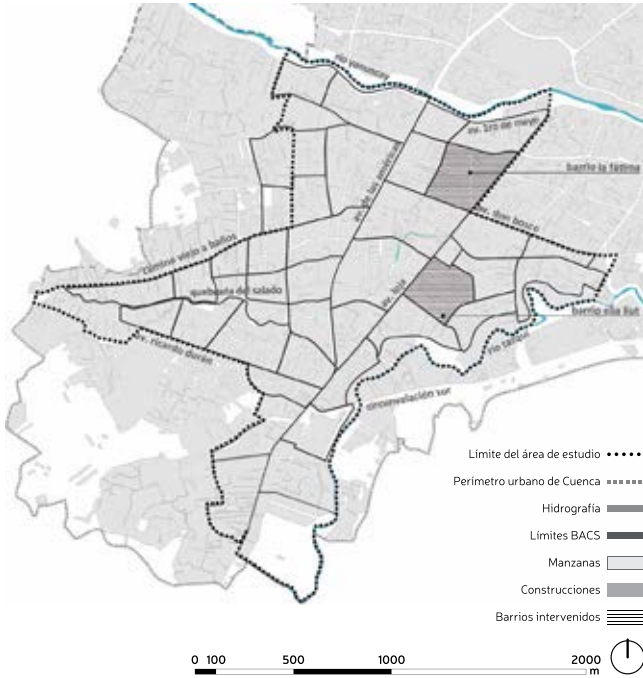 río yanuncay
av. 1ro de mayo
av. de las américas
barrio la fátima
av. don bosco
camino viejo a baños
quebrada del salado
av. loja
barrio ella liut
av. ricardo durán
río tarqui
circunvalación sur
Límite del área de estudio
Perímetro urbano de Cuenca
Hidrografía
Límites BACS
Manzanas
Construcciones
Barrios intervenidos
0 100 500 1000 2000
m